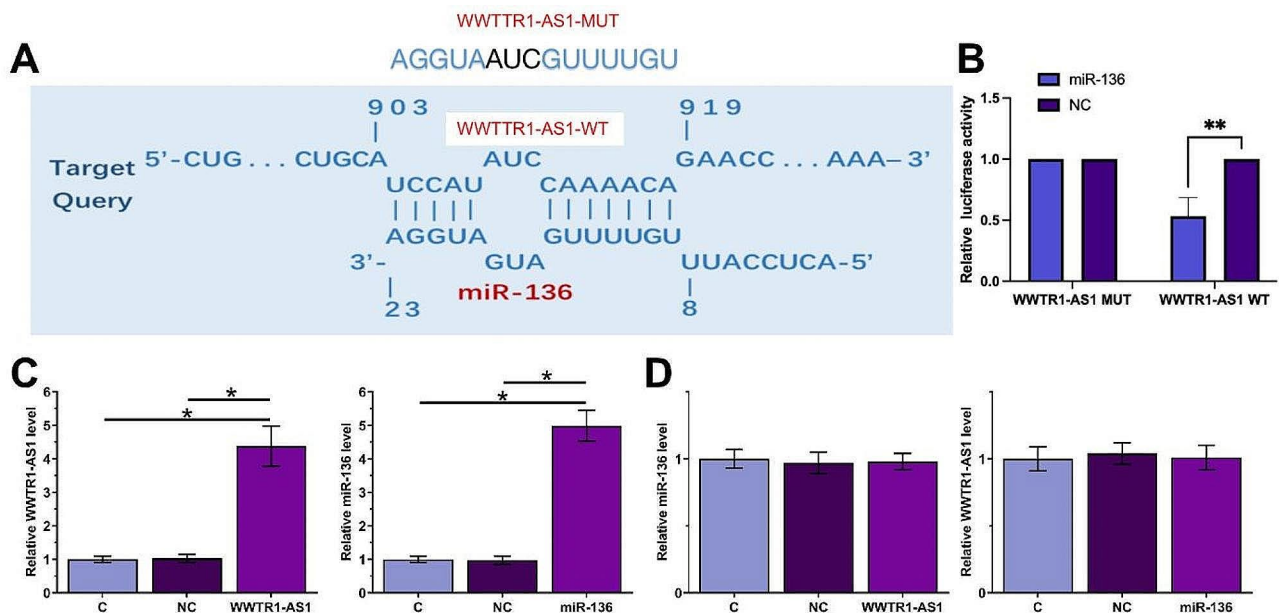 WWTTR1-AS1-MUT
A
AGGUAAUCGUUUUGU
903
919
WWTTR1-AS1-WT
Target
Query
5’-CUG... CUGCA
AUC
GAACC ... AAA–3’
UCCAU
CAAAACA
AGGUA
GUUUUGU
3’-
GUA
UUACCUCA-5’
miR-136
23
8
B
miR-136
NC
Relative luciferase activity
1.5
1.0
0.5
0.0
**
WWTR1-AS1 MUT
WWTR1-AS1 WT
C
Relative WWTR1-AS1 level
6
5
4
3
2
1
0
*
*
C
NC
WWTR1-AS1
Relative miR-136 level
6
5
4
3
2
1
0
*
*
C
NC
miR-136
D
Relative miR-136 level
1
0
C
NC
WWTR1-AS1
Relative WWTR1-AS1 level
1
0
C
NC
miR-136